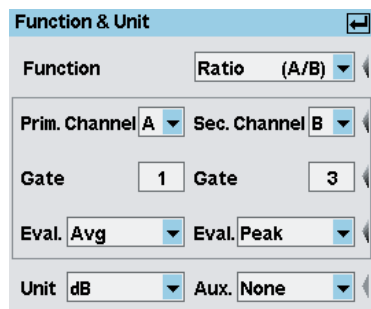 Function & Unit
Function Ratio (A/B)
Prim. Channel A Sec. Channel B
Gate 1 Gate 3
Eval. Avg Eval. Peak
Unit dB Aux. None